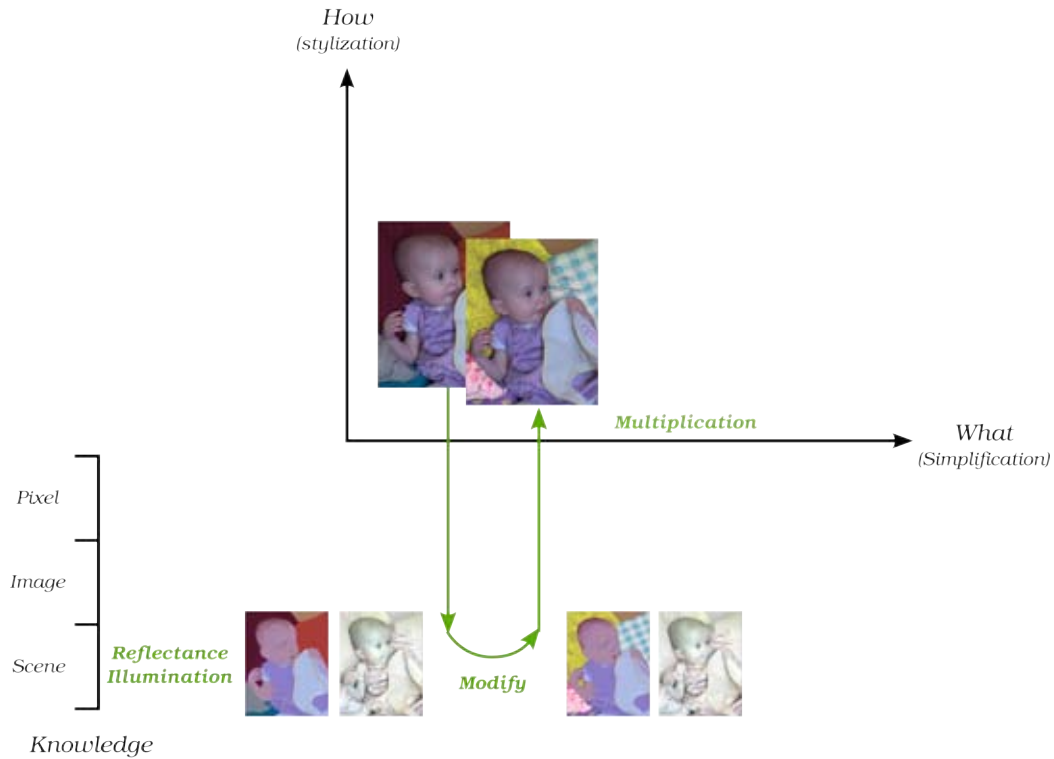 How
(stylization)
Multiplication
What
(Simplification)
Pixel
Image
Scene
Reflectance
Illumination
Modify
Knowledge